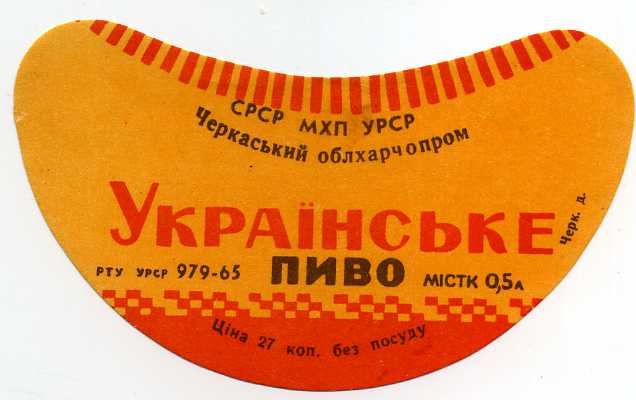 СРСР МХП УРСР
Черкаський облхарчопром
УКРАЇНСЬКЕ
Черк. д.
РТУ УРСР 979-65 ПИВО МІСТК 0,5 л
Ціна 27 коп. без посуду